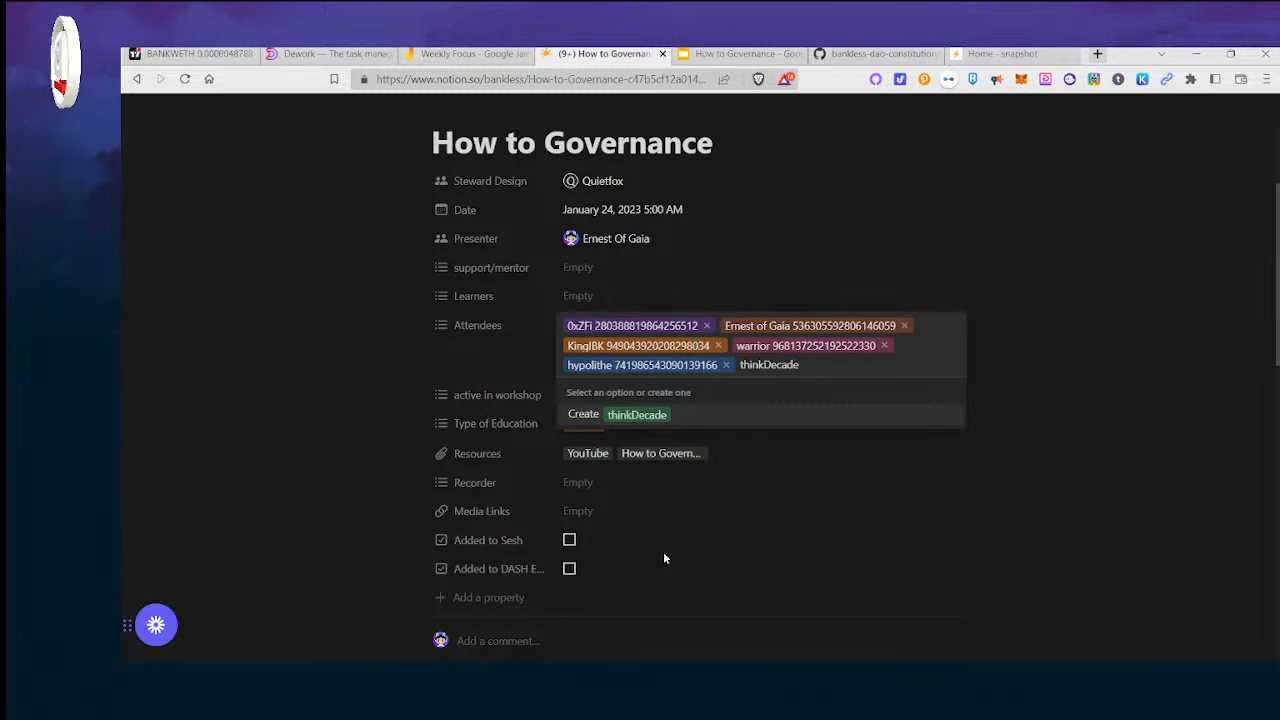 BANKWETH 0.0000048788
Dework — The task manag
Weekly Focus - Google Jam
(9+) How to Governan
How to Governance - Goo
bankless-dao-constitution
Home - snapshot
https://www.notion.so/bankless/How-to-Governance-c47b5cf12a014...
How to Governance
Steward Design Quietfox
Date January 24, 2023 5:00 AM
Presenter Ernest Of Gaia
support/mentor Empty
Learners Empty
Attendees 0xZFi 280388819864256512 Ernest of Gaia 536305592806146059
KingIBK 949043920208298034 warrior 968137252192522330
hypolithe 741986543090139166 thinkDecade
Select an option or create one
active in workshop
Create thinkDecade
Type of Education
Resources YouTube How to Govern...
Recorder Empty
Media Links Empty
Added to Sesh
Added to DASH E...
Add a property
Add a comment...